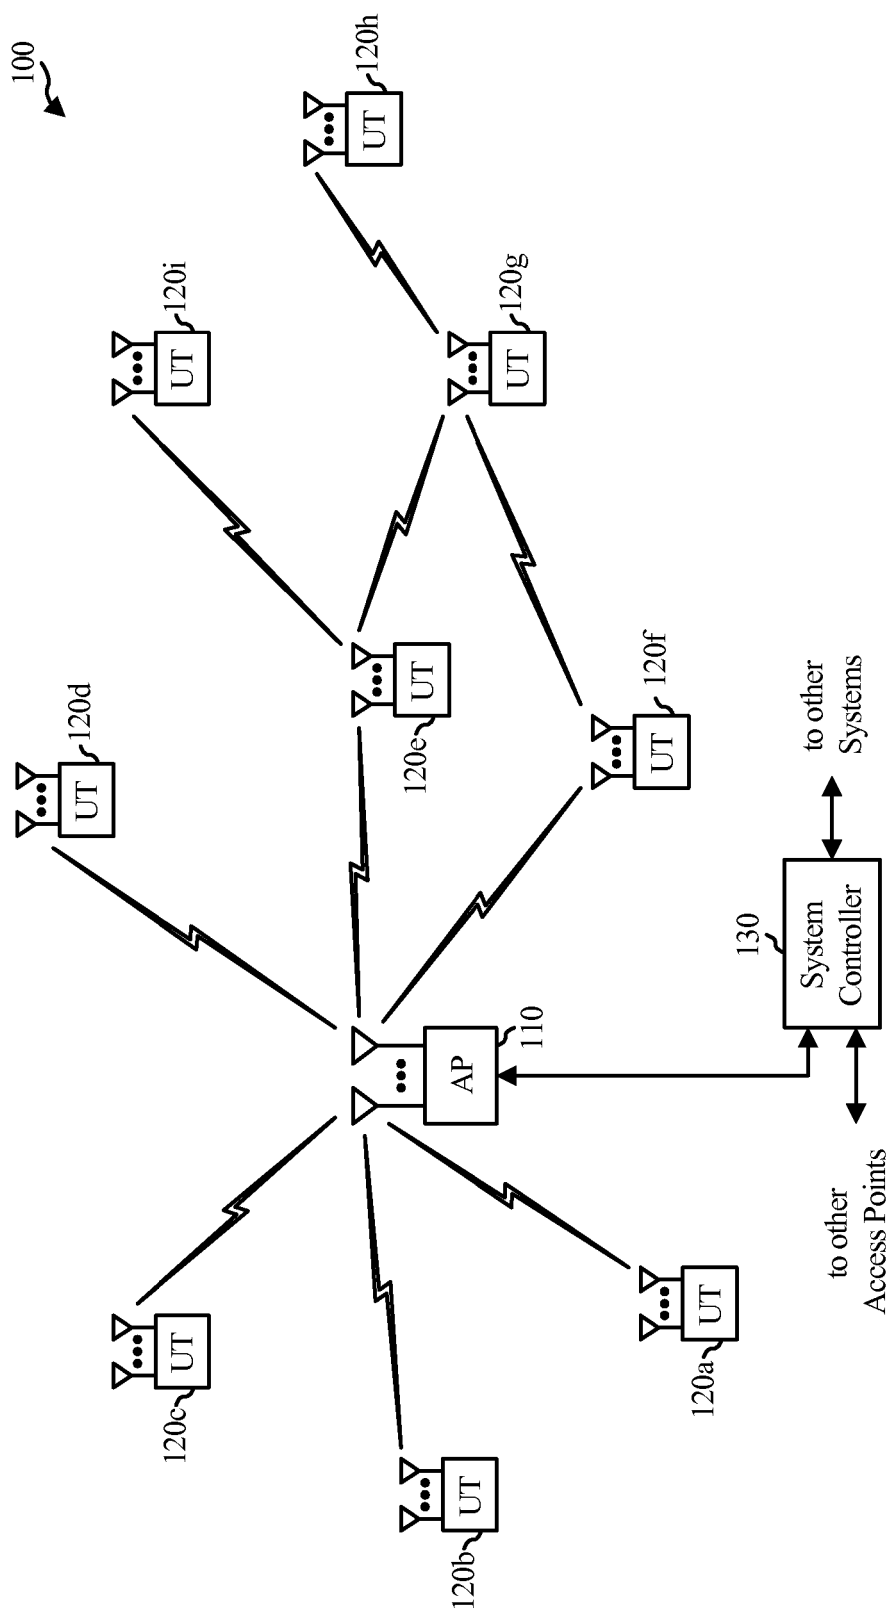 100
UT
120h
UT
120i
UT
120g
UT
120d
UT
120e
UT
120f
AP
110
UT
120c
UT
120b
UT
120a
130
System
Controller
to other
Systems
to other
Access Points